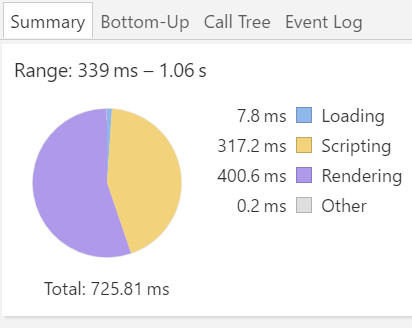 Summary Bottom-Up Call Tree Event Log
Range: 339 ms – 1.06 s
7.8 ms Loading
317.2 ms Scripting
400.6 ms Rendering
0.2 ms Other
Total: 725.81 ms